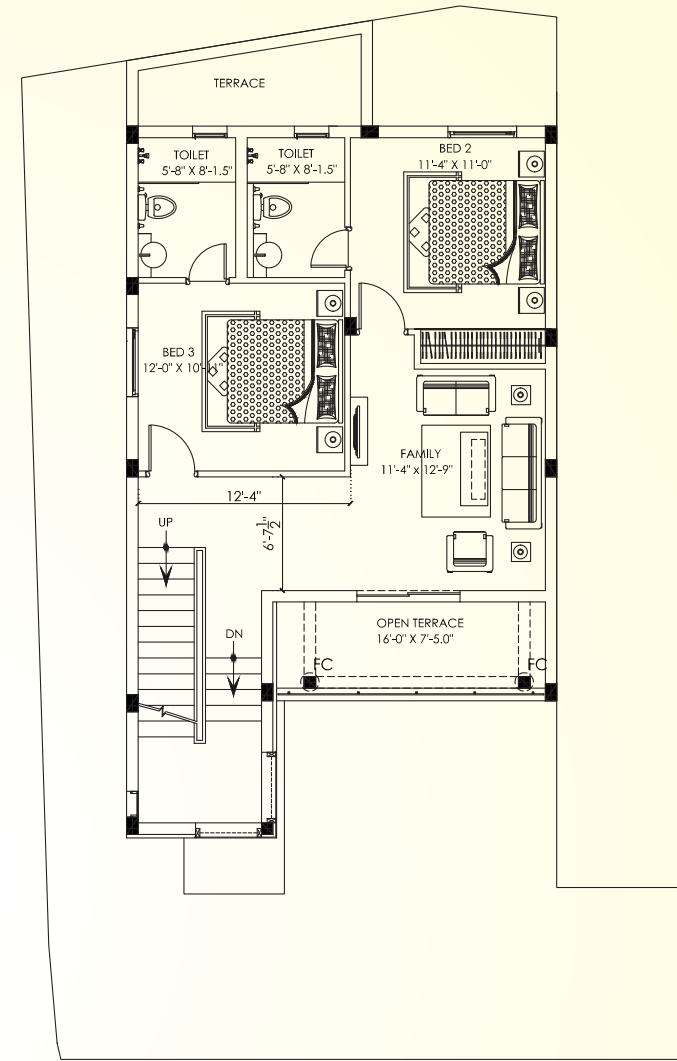 TERRACE
TOILET
5'-8" X 8'-1.5"
TOILET
5'-8" X 8'-1.5"
BED 2
11'-4" X 11'-0"
BED 3
12'-0" X 10'-11"
FAMILY
11'-4" x 12'-9"
12'-4"
6'-7½"
UP
DN
OPEN TERRACE
16'-0" X 7'-5.0"
FC
FC